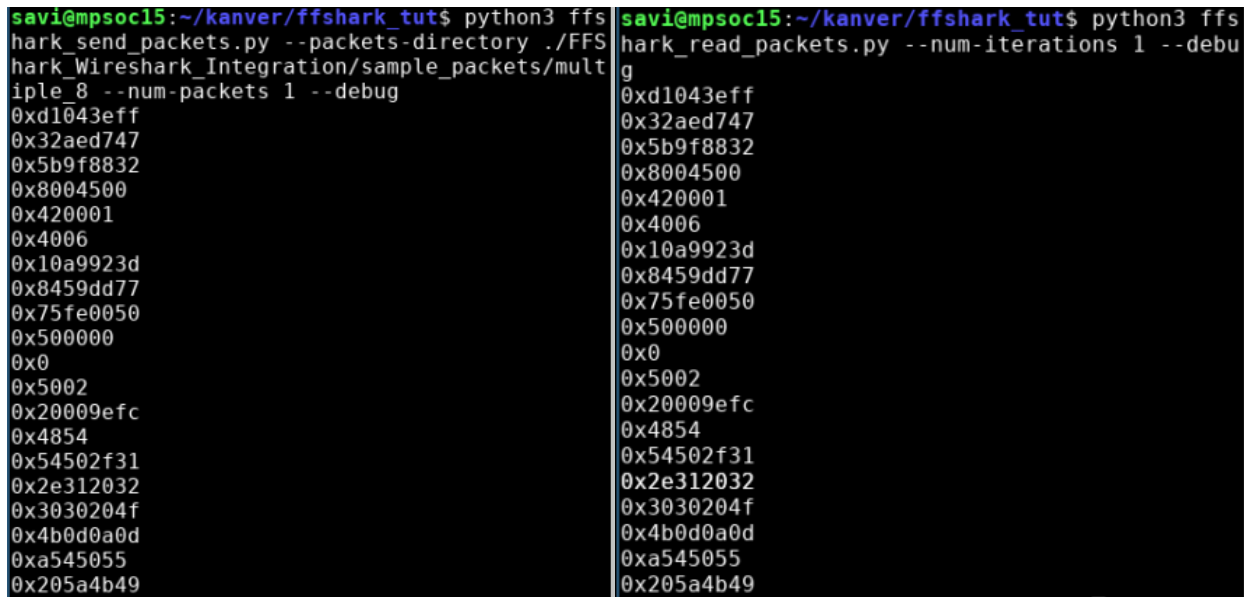 savi@mpsoc15:~/kanver/ffshark_tut$ python3 ffs
hark_send_packets.py --packets-directory ./FFS
hark_Wireshark_Integration/sample_packets/mult
iple_8 --num-packets 1 --debug
0xd1043eff
0x32aed747
0x5b9f8832
0x8004500
0x420001
0x4006
0x10a9923d
0x8459dd77
0x75fe0050
0x500000
0x0
0x5002
0x20009efc
0x4854
0x54502f31
0x2e312032
0x3030204f
0x4b0d0a0d
0xa545055
0x205a4b49
savi@mpsoc15:~/kanver/ffshark_tut$ python3 ffs
hark_read_packets.py --num-iterations 1 --debu
g
0xd1043eff
0x32aed747
0x5b9f8832
0x8004500
0x420001
0x4006
0x10a9923d
0x8459dd77
0x75fe0050
0x500000
0x0
0x5002
0x20009efc
0x4854
0x54502f31
0x2e312032
0x3030204f
0x4b0d0a0d
0xa545055
0x205a4b49